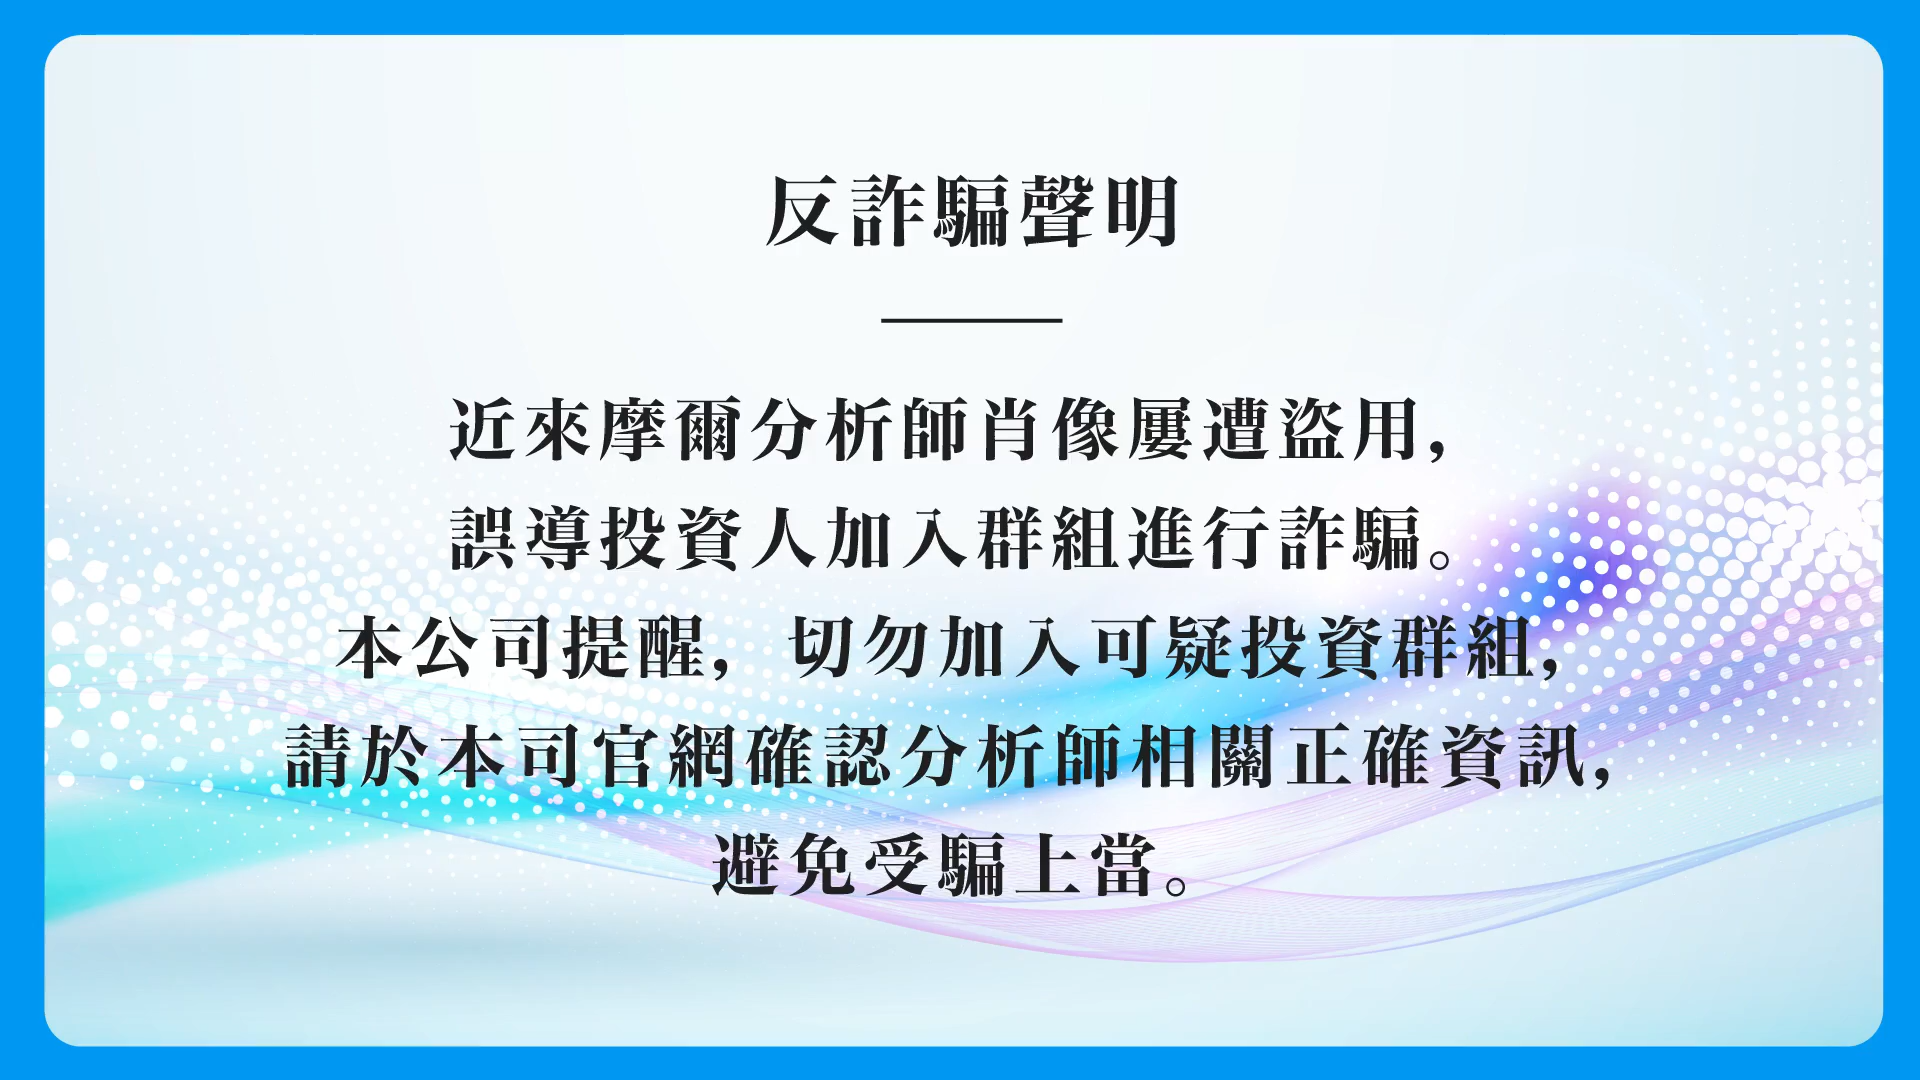 反詐騙聲明
近來摩爾分析師肖像屢遭盜用，
誤導投資人加入群組進行詐騙。
本公司提醒，切勿加入可疑投資群組，
請於本司官網確認分析師相關正確資訊，
避免受騙上當。